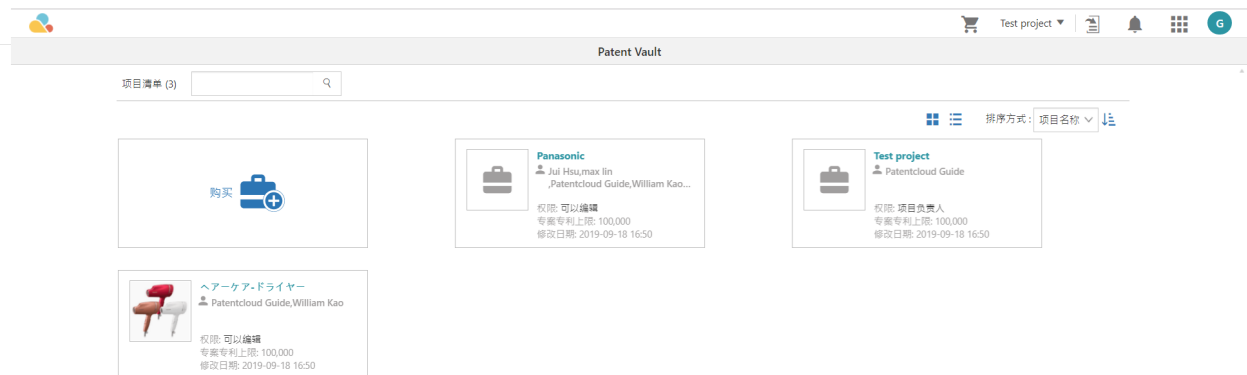 Test project ▼
G
Patent Vault
项目清单 (3)
排序方式 : 项目名称
购买
Panasonic
Jui Hsu,max lin
,Patentcloud Guide,William Kao...
权限: 可以编辑
专案专利上限: 100,000
修改日期: 2019-09-18 16:50
Test project
Patentcloud Guide
权限: 项目负责人
专案专利上限: 100,000
修改日期: 2019-09-18 16:50
ヘアーケア-ドライヤー
Patentcloud Guide,William Kao
权限: 可以编辑
专案专利上限: 100,000
修改日期: 2019-09-18 16:50